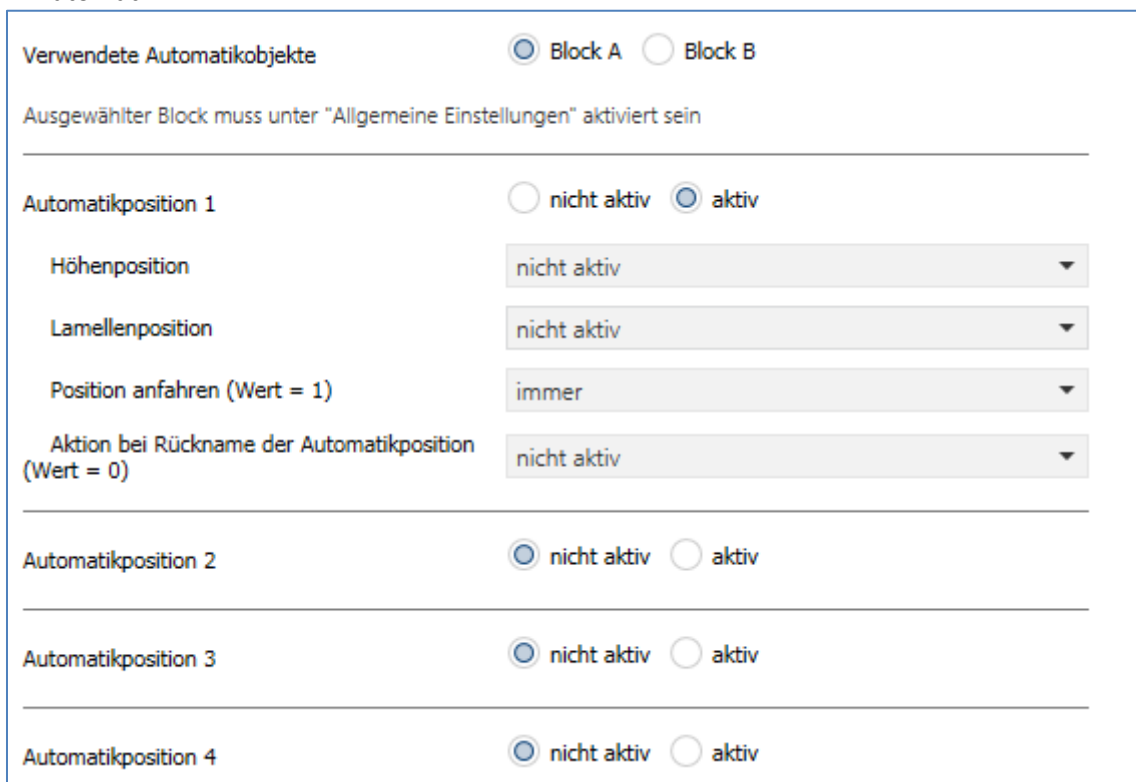 Verwendete Automatikobjekte Block A Block B
Ausgewählter Block muss unter "Allgemeine Einstellungen" aktiviert sein
Automatikposition 1 nicht aktiv aktiv
Höhenposition nicht aktiv
Lamellenposition nicht aktiv
Position anfahren (Wert = 1) immer
Aktion bei Rückname der Automatikposition
(Wert = 0) nicht aktiv
Automatikposition 2 nicht aktiv aktiv
Automatikposition 3 nicht aktiv aktiv
Automatikposition 4 nicht aktiv aktiv